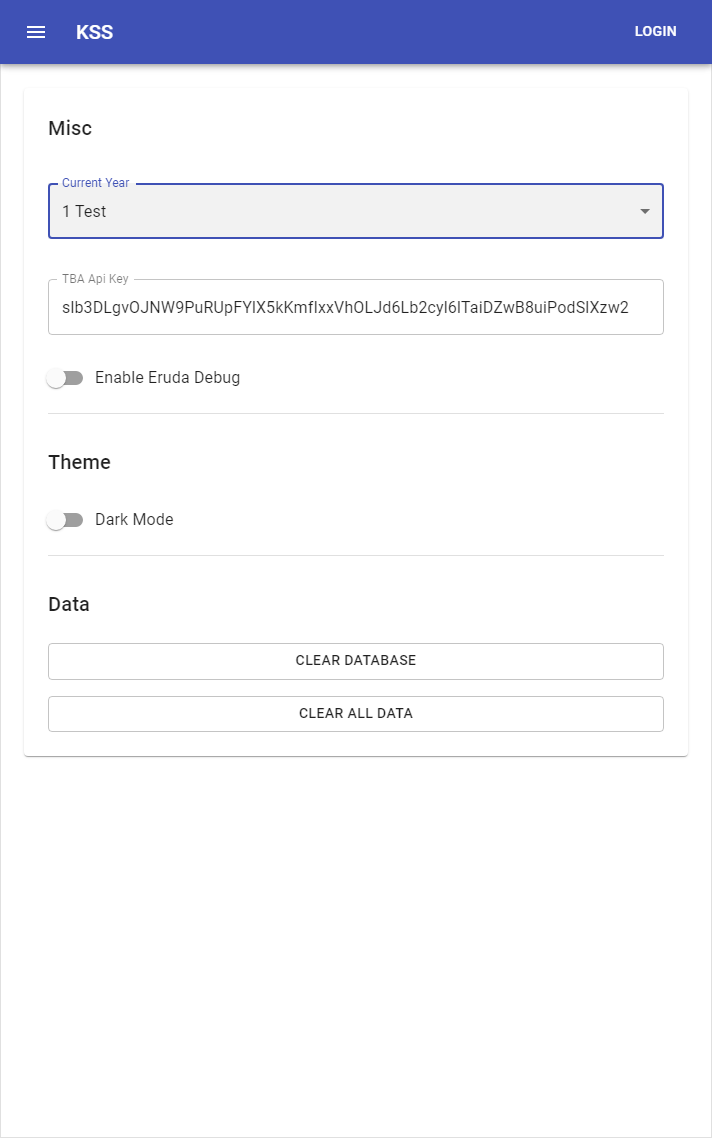 KSS
LOGIN
Misc
Current Year
1 Test
TBA Api Key
sIb3DLgvOJNW9PuRUpFYIX5kKmfIxxVhOLJd6Lb2cyI6ITaiDZwB8uiPodSIXzw2
Enable Eruda Debug
Theme
Dark Mode
Data
CLEAR DATABASE
CLEAR ALL DATA